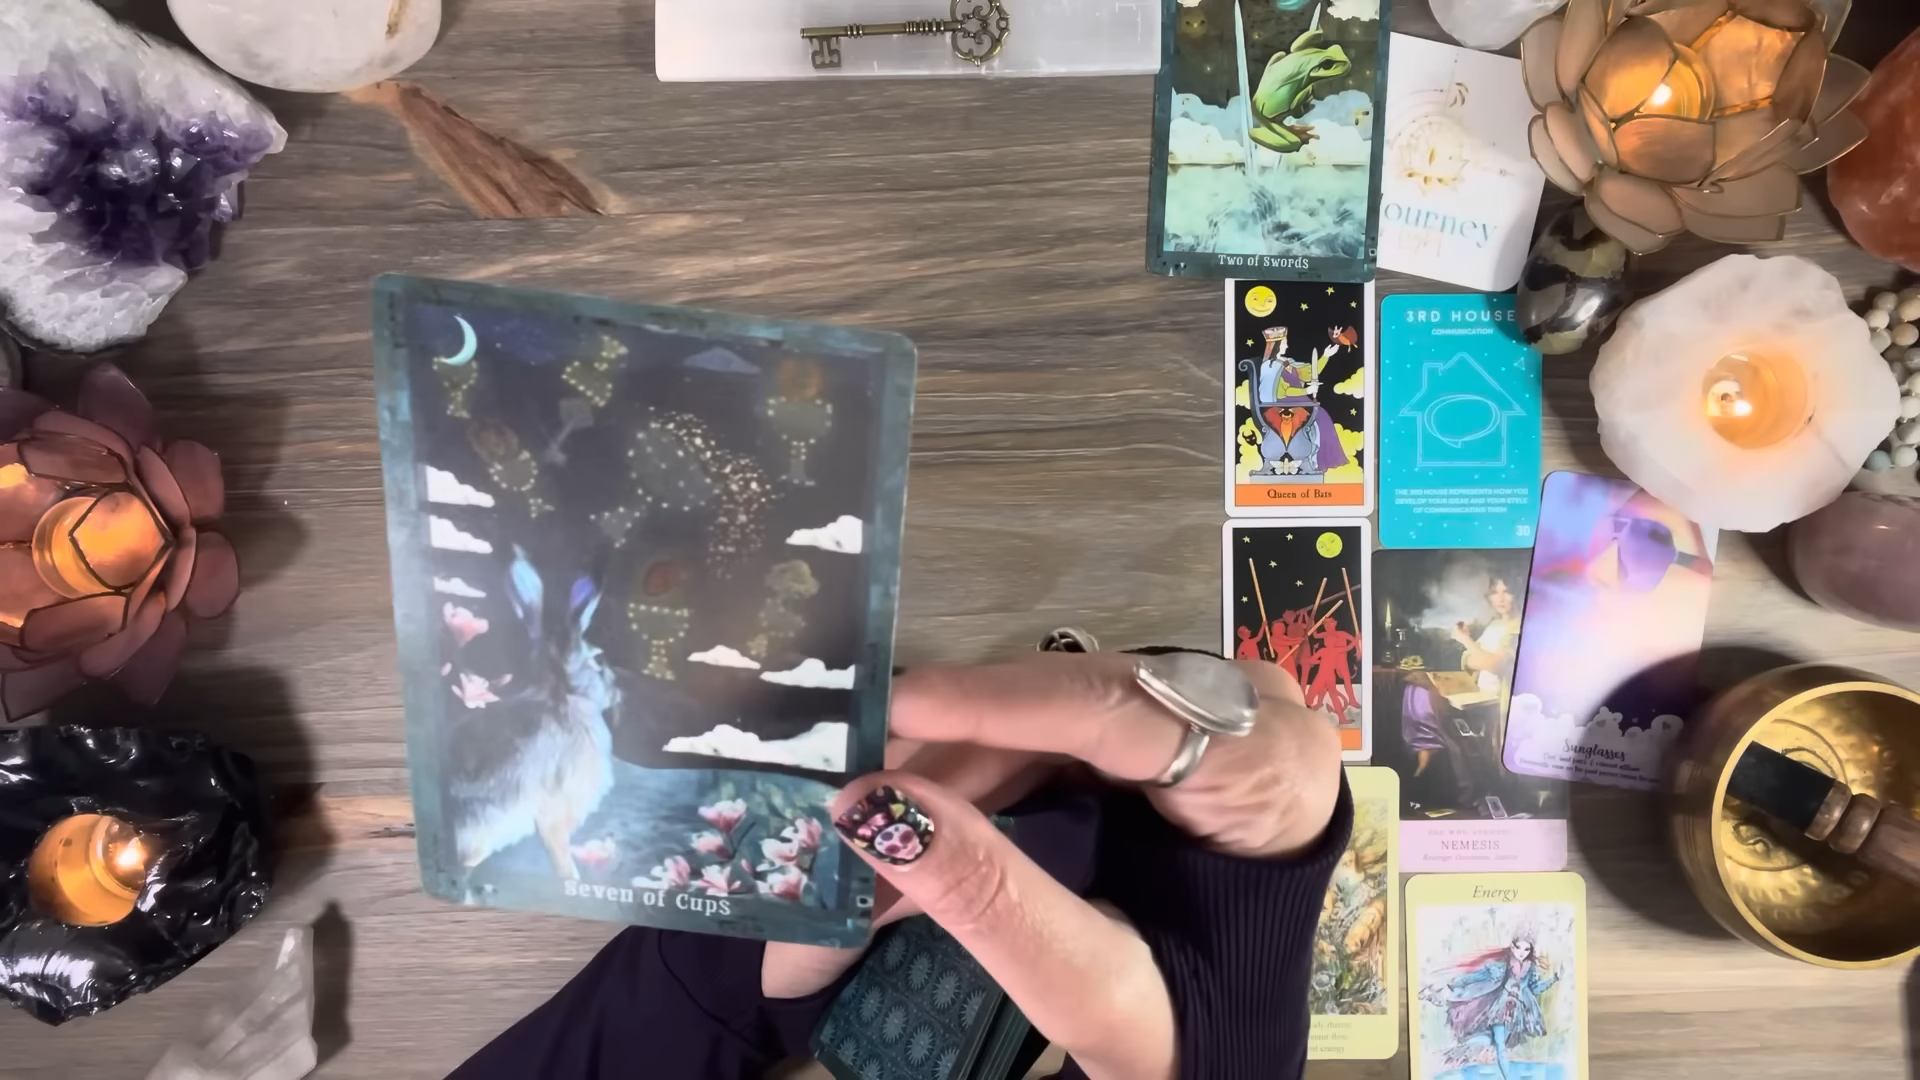 Two of Swords
Journey
Queen of Bats
3RD HOUSE
COMMUNICATION
THE 3RD HOUSE REPRESENTS HOW YOU
DEVELOP YOUR IDEAS AND YOUR STYLE
OF COMMUNICATING THEM
30
Seven of Cups
Sunglasses
NEMESIS
Energy
energy